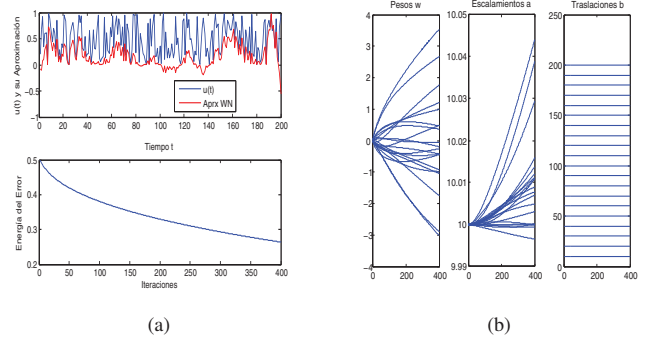 u(t) y su Aproximación
1
0.5
0
−0.5
−1
0 20 40 60 80 100 120 140 160 180 200
u(t)
Aprx WN
Tiempo t
Energia del Error
0.5
0.4
0.3
0.2
0 50 100 150 200 250 300 350 400
Iteraciones
(a)
Pesos w
4
3
2
1
0
−1
−2
−3
−4
0 200 400
Escalamientos a
10.05
10.04
10.03
10.02
10.01
10
9.99
0 200 400
Traslaciones b
250
200
150
100
50
0
0 200 400
(b)